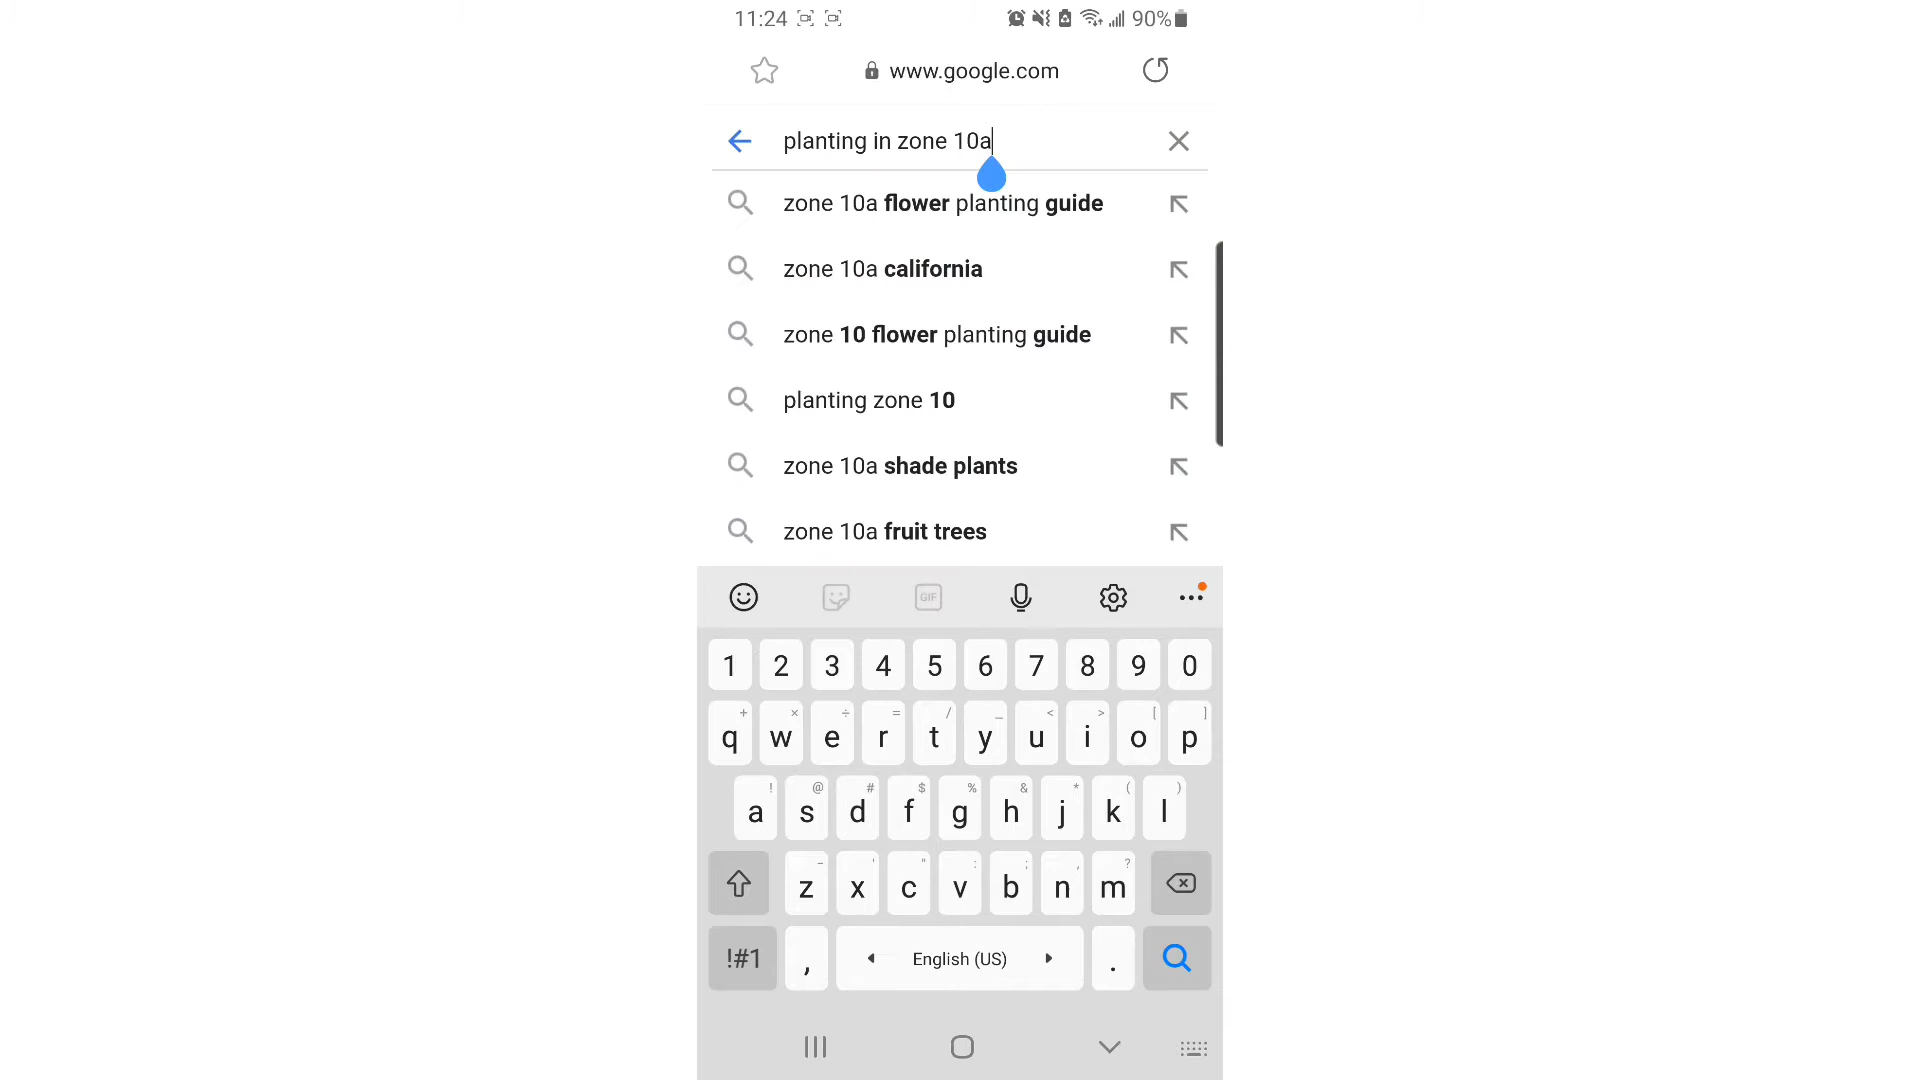 11:24 90%
www.google.com
planting in zone 10a
zone 10a flower planting guide
zone 10a california
zone 10 flower planting guide
planting zone 10
zone 10a shade plants
zone 10a fruit trees
GIF
1 2 3 4 5 6 7 8 9 0
+ × ÷ = / _ < > [ ]
q w e r t y u i o p
! @ # $ % & * ( )
a s d f g h j k l
- ' " : ; , ?
z x c v b n m
!#1 , English (US) .